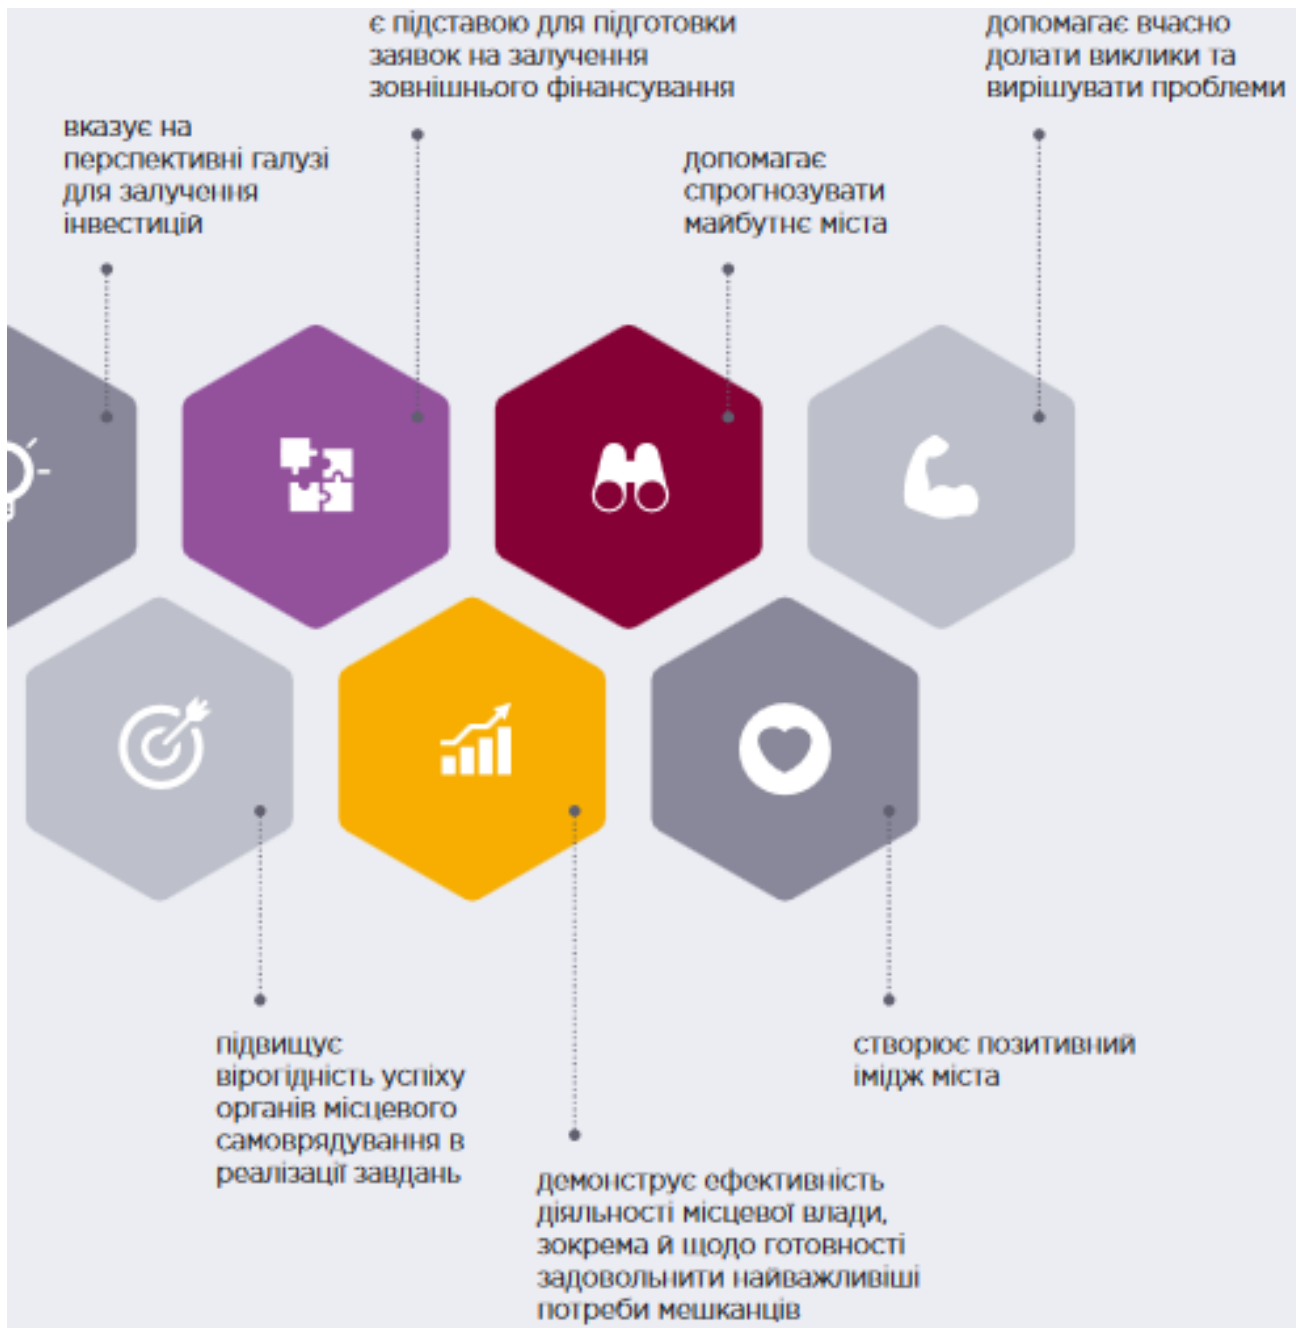 є підставою для підготовки
заявок на залучення
зовнішнього фінансування
допомагає вчасно
долати виклики та
вирішувати проблеми
вказує на
перспективні галузі
для залучення
інвестицій
допомагає
спрогнозувати
майбутнє міста
підвищує
вірогідність успіху
органів місцевого
самоврядування в
реалізації завдань
створює позитивний
імідж міста
демонструє ефективність
діяльності місцевої влади,
зокрема й щодо готовності
задовольнити найважливіші
потреби мешканців